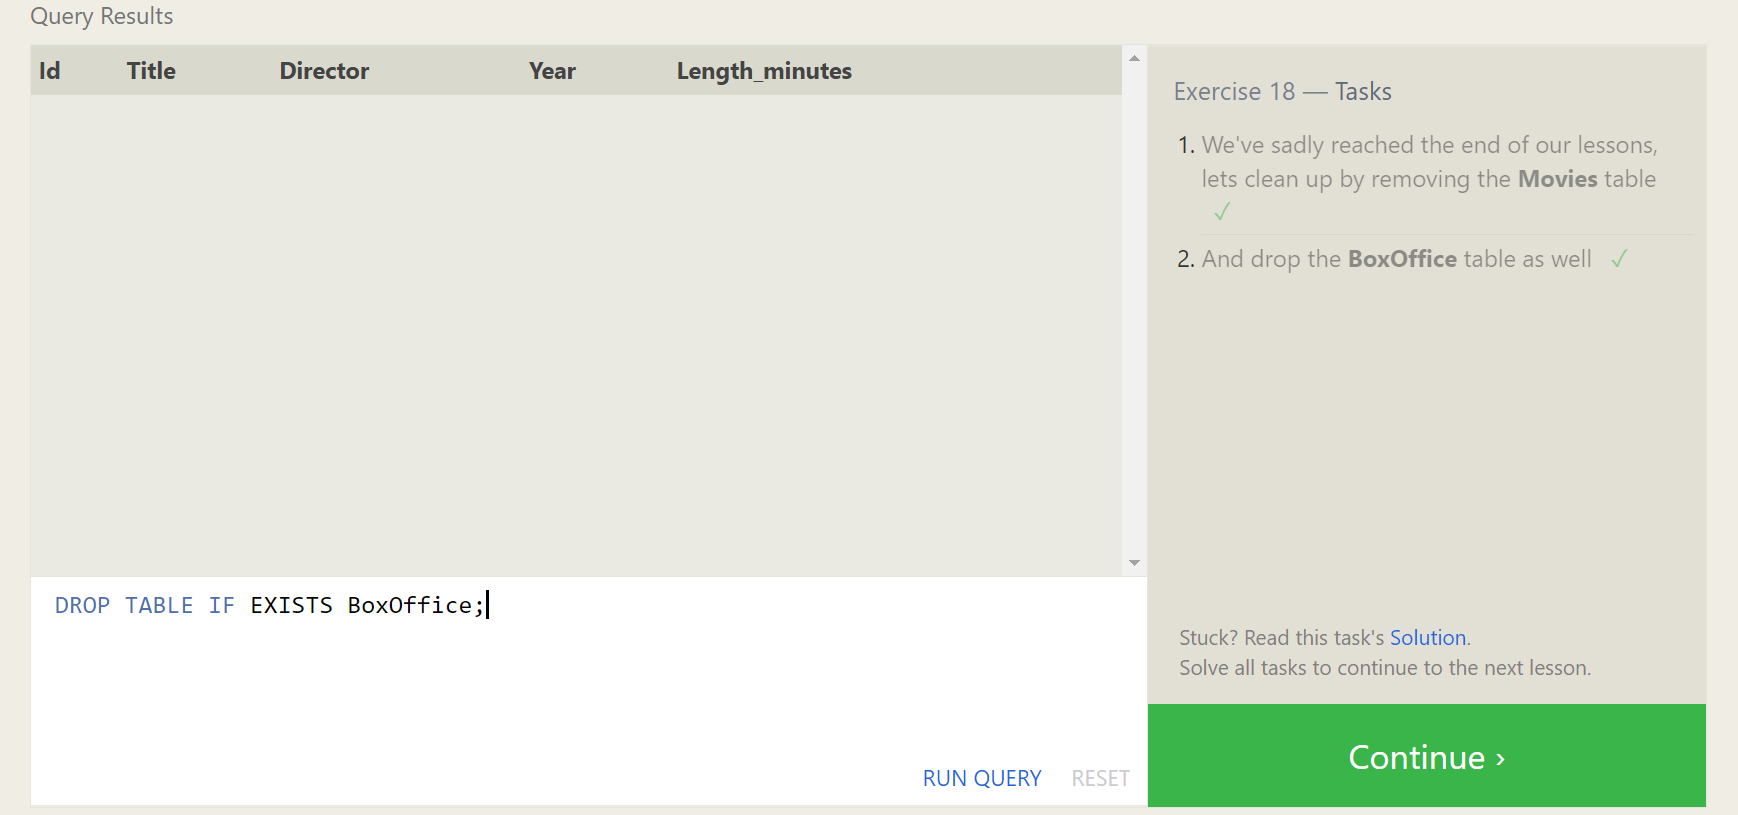 Query Results
Id Title Director Year Length_minutes
Exercise 18 — Tasks
1. We've sadly reached the end of our lessons,
lets clean up by removing the Movies table
✓
2. And drop the BoxOffice table as well ✓
DROP TABLE IF EXISTS BoxOffice;
RUN QUERY RESET
Stuck? Read this task's Solution.
Solve all tasks to continue to the next lesson.
Continue ›